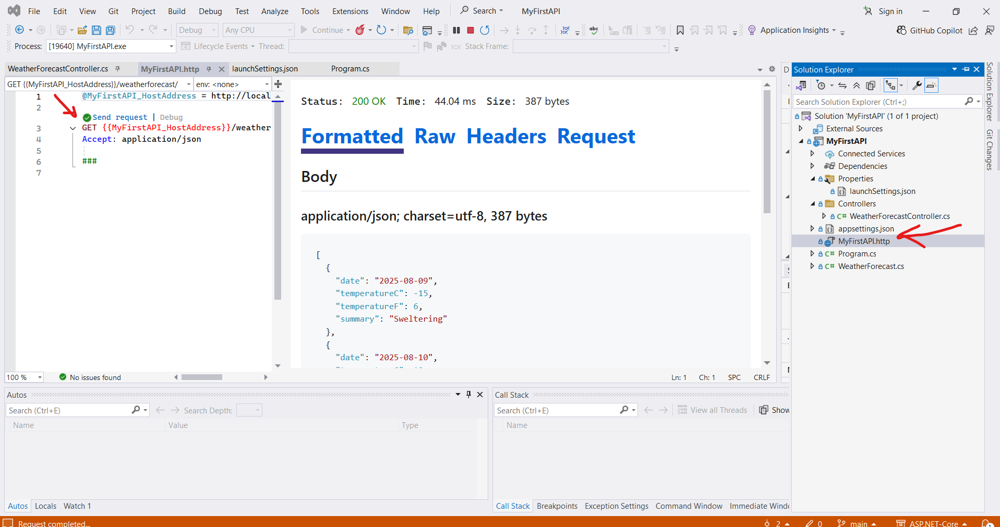 File Edit View Git Project Build Debug Test Analyze Tools Extensions Window Help Search MyFirstAPI Sign in
Debug Any CPU Continue Application Insights GitHub Copilot
Process: [19640] MyFirstAPI.exe Lifecycle Events Thread: Stack Frame:
WeatherForecastController.cs MyFirstAPI.http launchSettings.json Program.cs
GET {{MyFirstAPI_HostAddress}}/weatherforecast/ env: <none>
1 @MyFirstAPI_HostAddress = http://local
2
Send request | Debug
3 GET {{MyFirstAPI_HostAddress}}/weather
4 Accept: application/json
5
6 ###
7
100 % No issues found Ln: 1 Ch: 1 SPC CRLF
Status: 200 OK Time: 44.04 ms Size: 387 bytes
Formatted Raw Headers Request
Body
application/json; charset=utf-8, 387 bytes
[
{
"date": "2025-08-09",
"temperatureC": -15,
"temperatureF": 6,
"summary": "Sweltering"
},
{
"date": "2025-08-10",
Solution Explorer
Search Solution Explorer (Ctrl+;)
Solution 'MyFirstAPI' (1 of 1 project)
External Sources
MyFirstAPI
Connected Services
Dependencies
Properties
launchSettings.json
Controllers
C# WeatherForecastController.cs
appsettings.json
MyFirstAPI.http
C# Program.cs
C# WeatherForecast.cs
Solution Explorer
Git Changes
Autos
Search (Ctrl+E) Search Depth:
Name Value Type
Autos Locals Watch 1
Call Stack
Search (Ctrl+E) View all Threads Show
Name
Call Stack Breakpoints Exception Settings Command Window Immediate Windo
Request completed... 2 0 main ASP.NET-Core 1